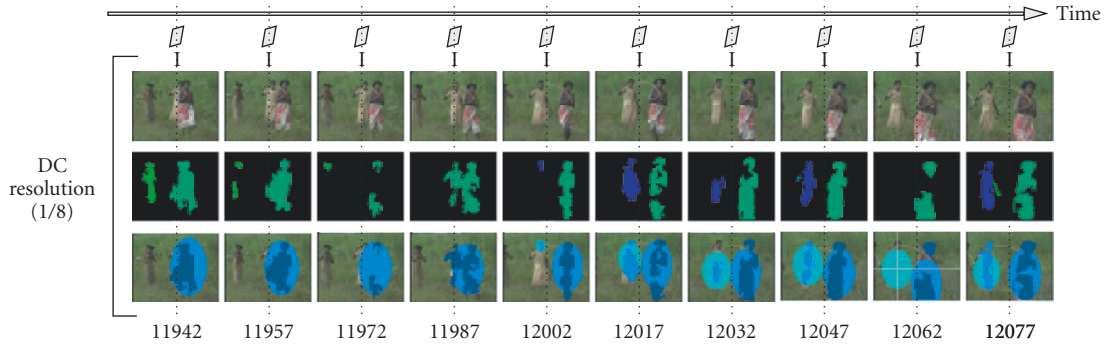 Time
I I I I I I I I I I
DC
resolution
(1/8)
11942 11957 11972 11987 12002 12017 12032 12047 12062 12077